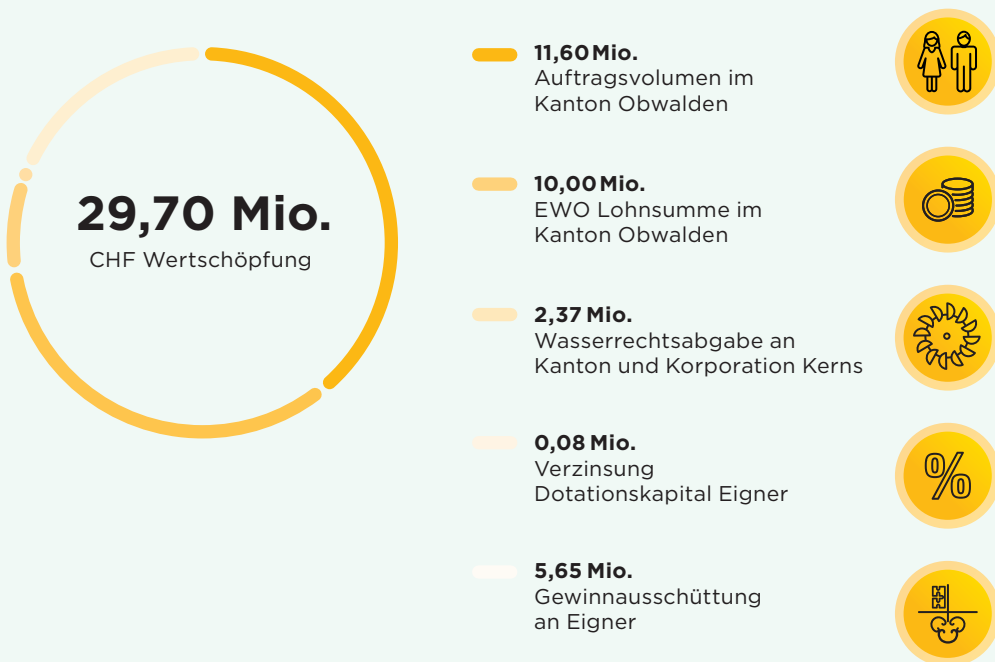 29,70 Mio.
CHF Wertschöpfung
11,60 Mio.
Auftragsvolumen im
Kanton Obwalden
10,00 Mio.
EWO Lohnsumme im
Kanton Obwalden
2,37 Mio.
Wasserrechtsabgabe an
Kanton und Korporation Kerns
0,08 Mio.
Verzinsung
Dotationskapital Eigner
5,65 Mio.
Gewinnausschüttung
an Eigner
%